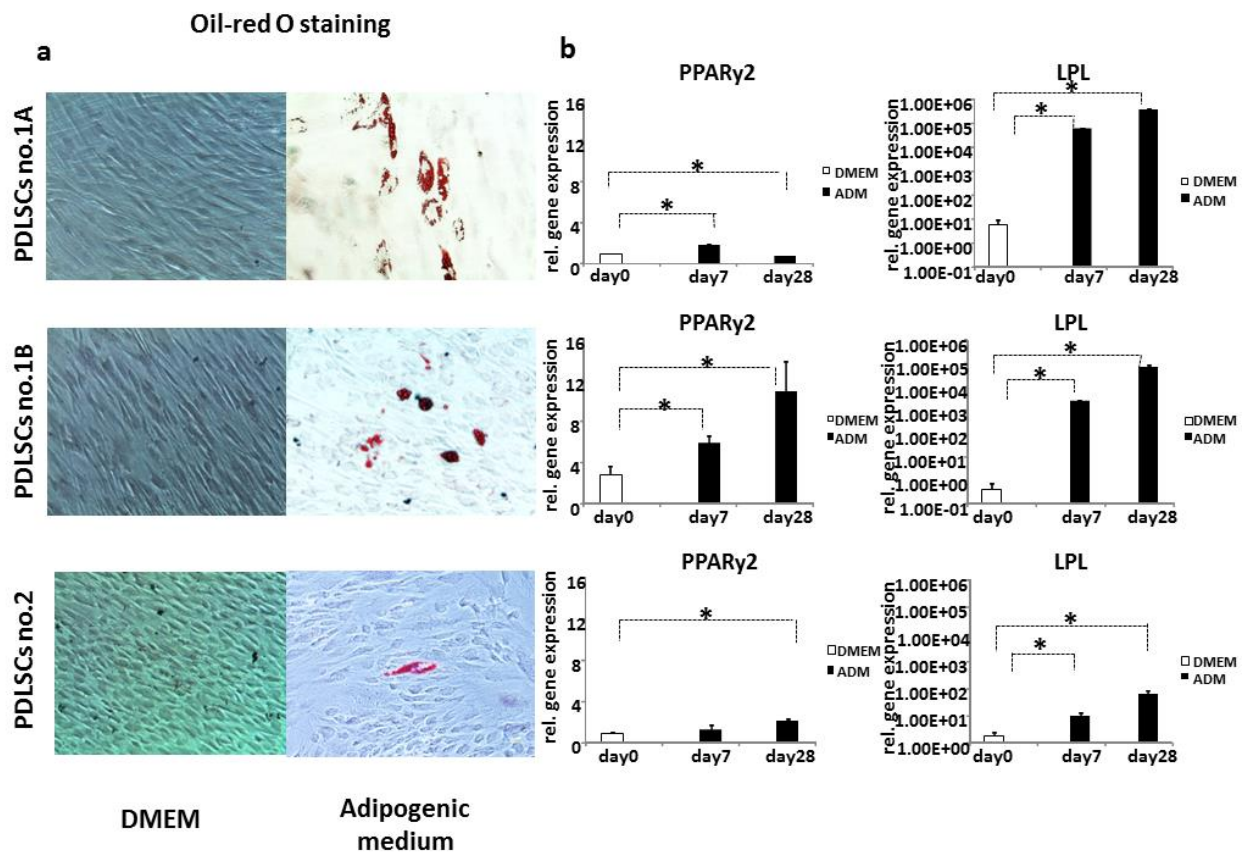 Oil-red O staining
a
b
PDLSCs no.1A
PPARy2
rel. gene expression
16
12
8
4
0
*
*
day0
day7
day28
DMEM
ADM
LPL
rel. gene expression
1.00E+06
1.00E+05
1.00E+04
1.00E+03
1.00E+02
1.00E+01
1.00E+00
1.00E-01
*
*
day0
day7
day28
DMEM
ADM
PDLSCs no.1B
PPARy2
rel. gene expression
16
12
8
4
0
*
*
day0
day7
day28
DMEM
ADM
LPL
rel. gene expression
1.00E+06
1.00E+05
1.00E+04
1.00E+03
1.00E+02
1.00E+01
1.00E+00
1.00E-01
*
*
day0
day7
day28
DMEM
ADM
PDLSCs no.2
PPARy2
rel. gene expression
16
12
8
4
0
*
day0
day7
day28
DMEM
ADM
LPL
rel. gene expression
1.00E+06
1.00E+05
1.00E+04
1.00E+03
1.00E+02
1.00E+01
1.00E+00
*
*
day0
day7
day28
DMEM
ADM
DMEM
Adipogenic
medium